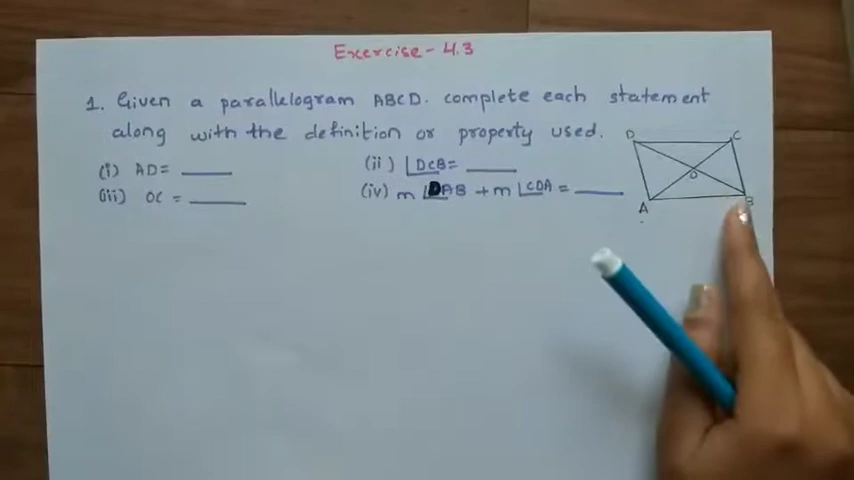 Exercise - 4.3
1. Given a parallelogram ABCD. complete each statement
along with the definition or property used.
(i) AD = ______ (ii) ∠DCB = ______
(iii) OC = ______ (iv) m ∠DAB + m ∠CDA = ______
D C
O
A B